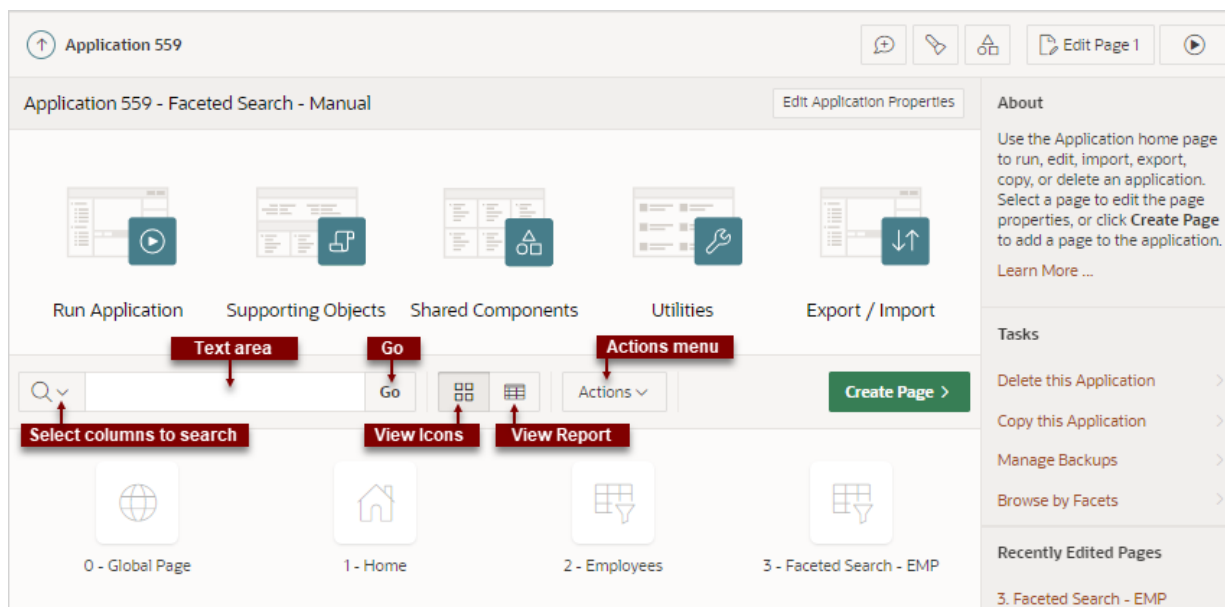 Application 559
Edit Page 1
Application 559 - Faceted Search - Manual
Edit Application Properties
Run Application
Supporting Objects
Shared Components
Utilities
Export / Import
Text area
Go
Actions menu
Go
Actions
Create Page >
Select columns to search
View Icons
View Report
0 - Global Page
1 - Home
2 - Employees
3 - Faceted Search - EMP
About
Use the Application home page
to run, edit, import, export,
copy, or delete an application.
Select a page to edit the page
properties, or click Create Page
to add a page to the application.
Learn More ...
Tasks
Delete this Application
Copy this Application
Manage Backups
Browse by Facets
Recently Edited Pages
3. Faceted Search - EMP